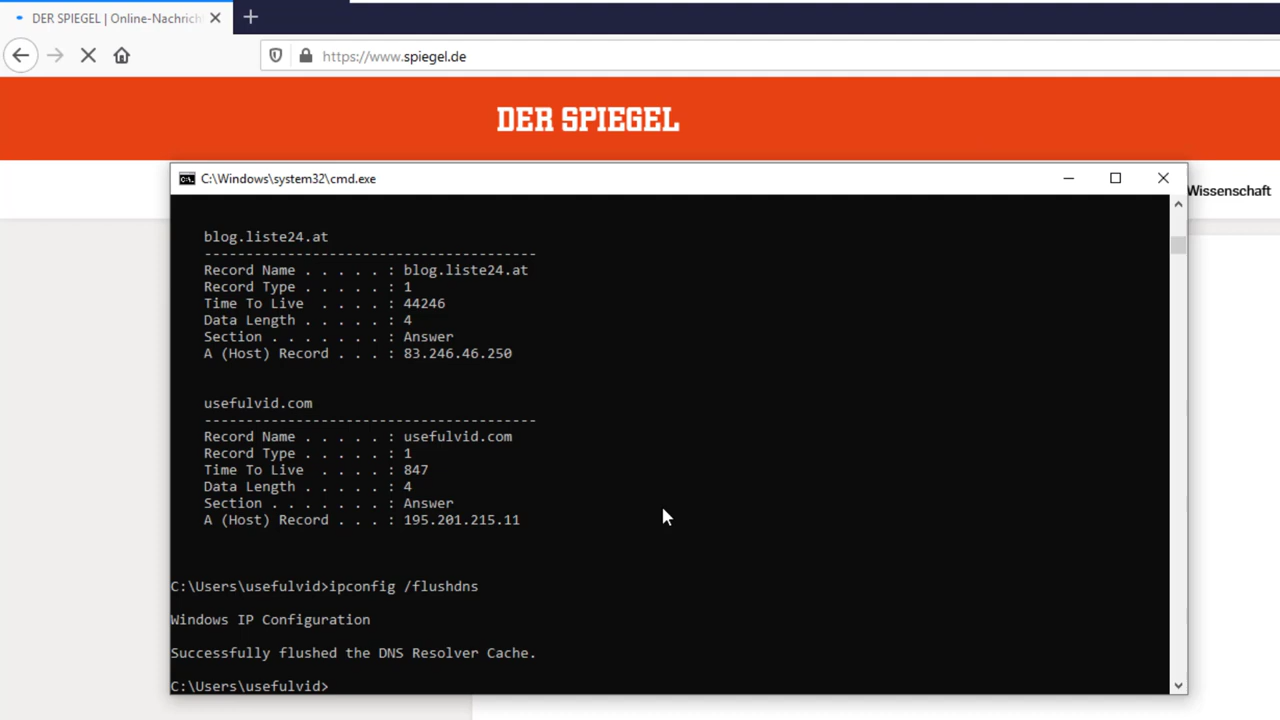 DER SPIEGEL | Online-Nachrich
https://www.spiegel.de
DER SPIEGEL
C:\Windows\system32\cmd.exe
Wissenschaft
blog.liste24.at
----------------------------------------
Record Name . . . . . : blog.liste24.at
Record Type . . . . . : 1
Time To Live  . . . . : 44246
Data Length . . . . . : 4
Section . . . . . . . : Answer
A (Host) Record . . . : 83.246.46.250
usefulvid.com
----------------------------------------
Record Name . . . . . : usefulvid.com
Record Type . . . . . : 1
Time To Live  . . . . : 847
Data Length . . . . . : 4
Section . . . . . . . : Answer
A (Host) Record . . . : 195.201.215.11
C:\Users\usefulvid>ipconfig /flushdns
Windows IP Configuration
Successfully flushed the DNS Resolver Cache.
C:\Users\usefulvid>